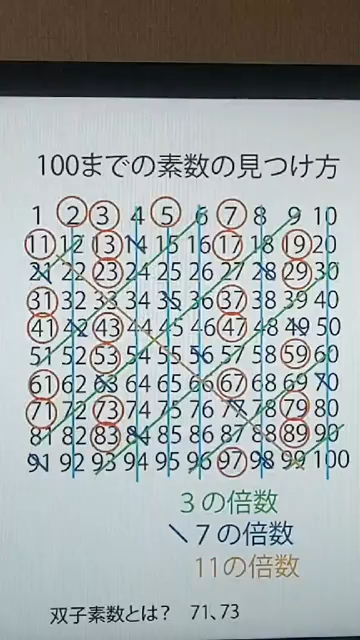 100までの素数の見つけ方
1 2 3 4 5 6 7 8 9 10
11 12 13 14 15 16 17 18 19 20
21 22 23 24 25 26 27 28 29 30
31 32 33 34 35 36 37 38 39 40
41 42 43 44 45 46 47 48 49 50
51 52 53 54 55 56 57 58 59 60
61 62 63 64 65 66 67 68 69 70
71 72 73 74 75 76 77 78 79 80
81 82 83 84 85 86 87 88 89 90
91 92 93 94 95 96 97 98 99 100
3の倍数
\7の倍数
11の倍数
双子素数とは? 71、73